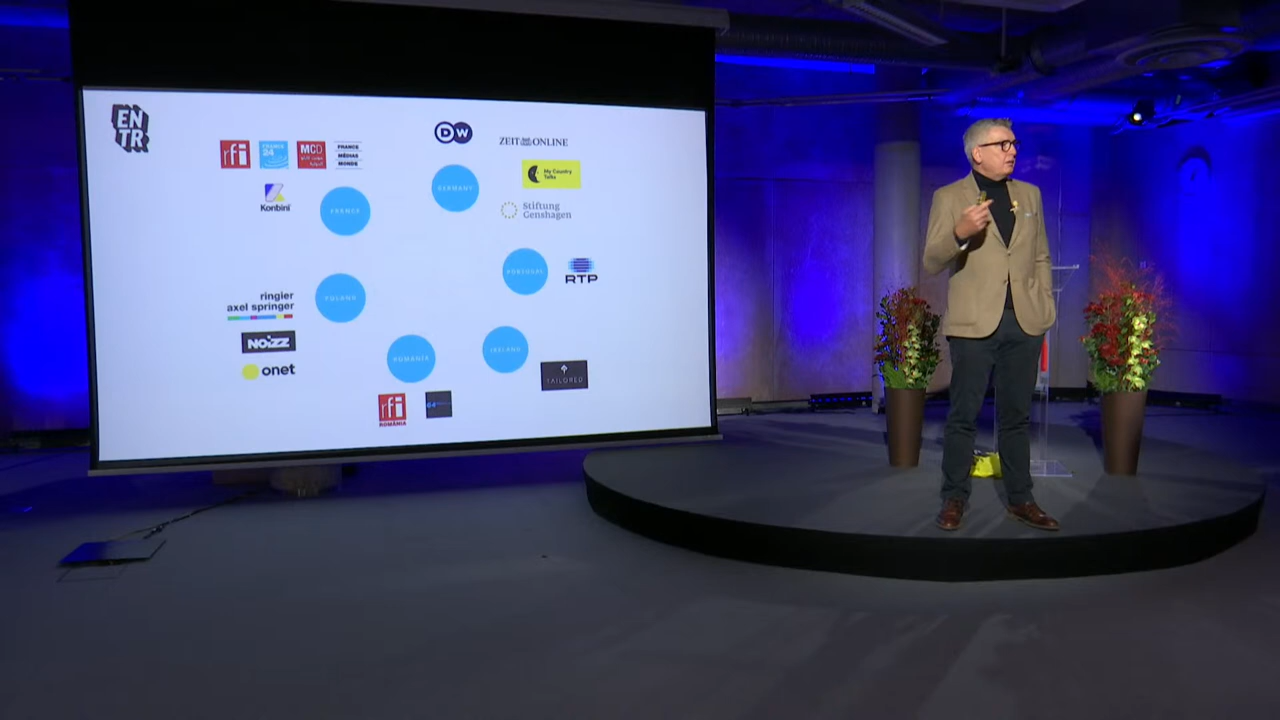 EN
TR
rfi
FRANCE
24
MCD
FRANCE
MÉDIAS
MONDE
Konbini
FRANCE
DW
GERMANY
ZEIT ONLINE
My Country
Talks
Stiftung
Genshagen
PORTUGAL
RTP
POLAND
ringier
axel springer
NOIZZ
onet
ROMANIA
rfi
ROMÂNIA
IRELAND
TAILORED